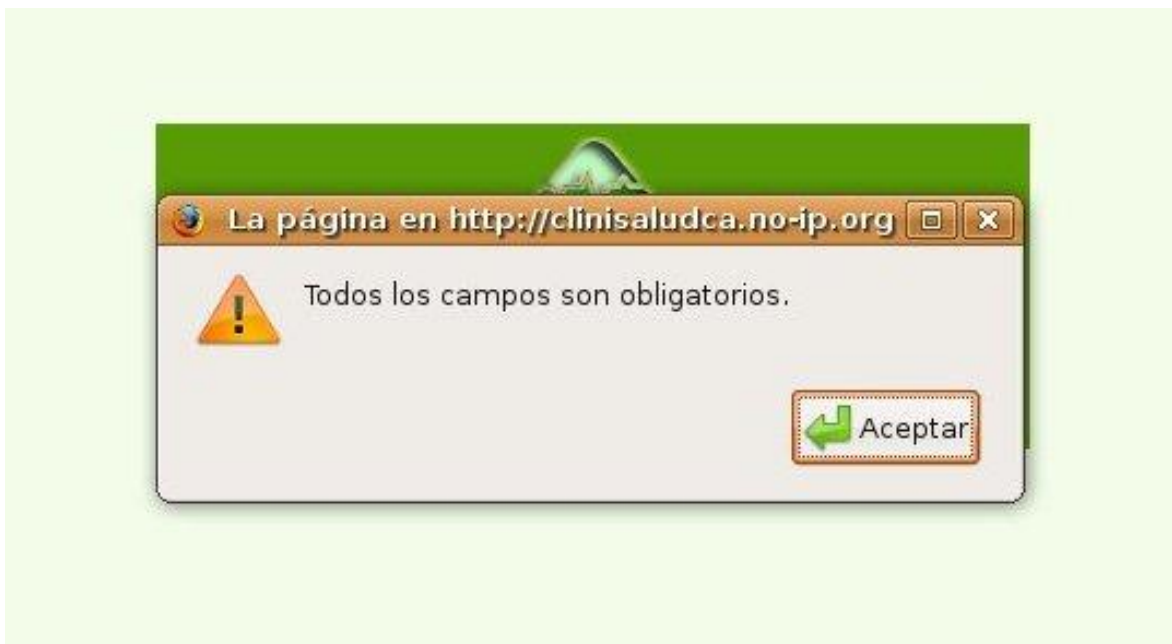 La página en http://clinisaludca.no-ip.org
Todos los campos son obligatorios.
Aceptar